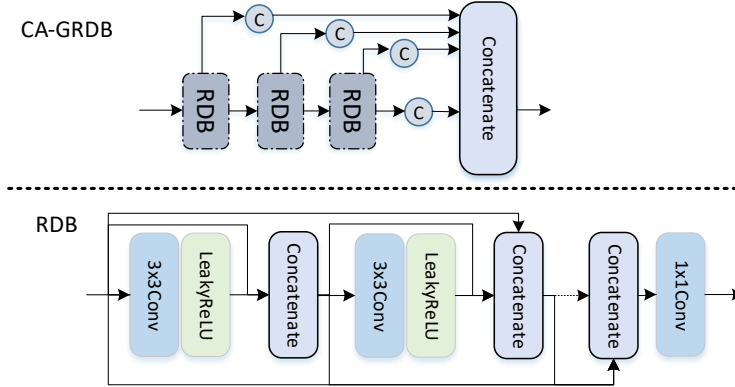 CA-GRDB
C
C
C
RDB
RDB
RDB
C
Concatenate
RDB
3x3Conv
LeakyReLU
Concatenate
3x3Conv
LeakyReLU
Concatenate
Concatenate
1x1Conv